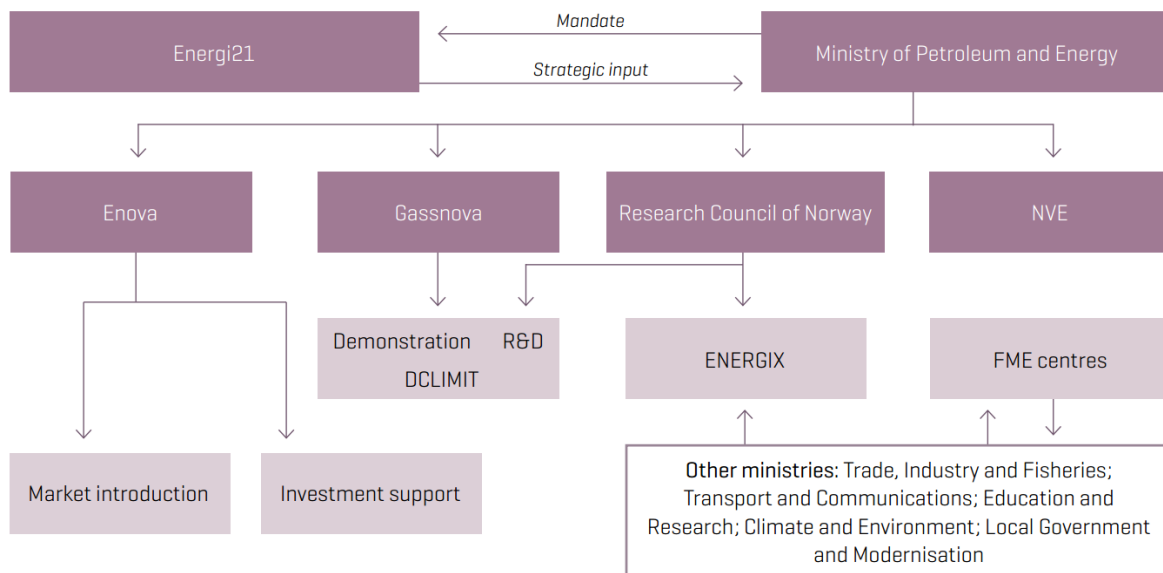 Mandate
Energi21
Ministry of Petroleum and Energy
Strategic input
Enova
Gassnova
Research Council of Norway
NVE
Demonstration R&D
DCLIMIT
ENERGIX
FME centres
Market introduction
Investment support
Other ministries: Trade, Industry and Fisheries;
Transport and Communications; Education and
Research; Climate and Environment; Local Government
and Modernisation